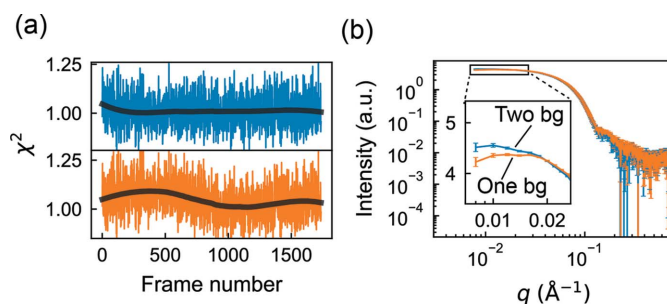 (a)
1.25
1.00
1.25
1.00
χ²
0 500 1000 1500
Frame number
(b)
Intensity (a.u.)
10⁰
10⁻¹
10⁻²
10⁻³
10⁻⁴
5
4
Two bg
One bg
0.01 0.02
10⁻² 10⁻¹
q (Å⁻¹)